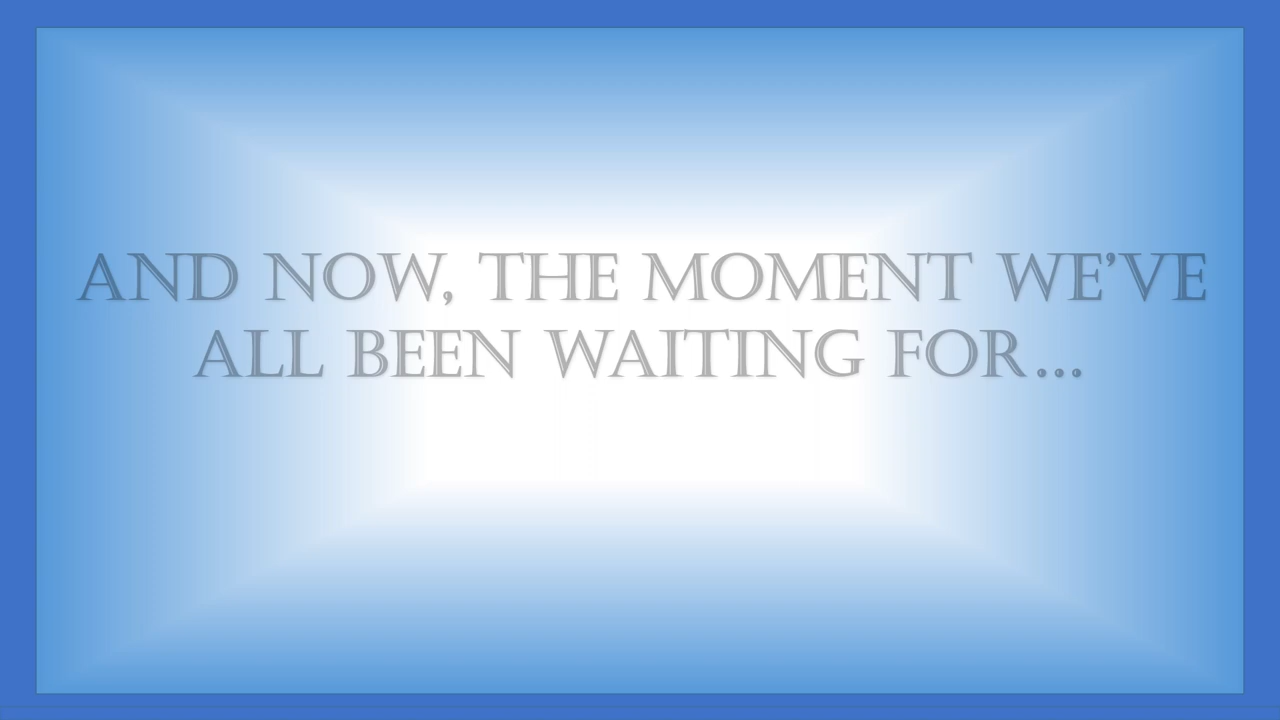 AND NOW, THE MOMENT WE’VE
ALL BEEN WAITING FOR…